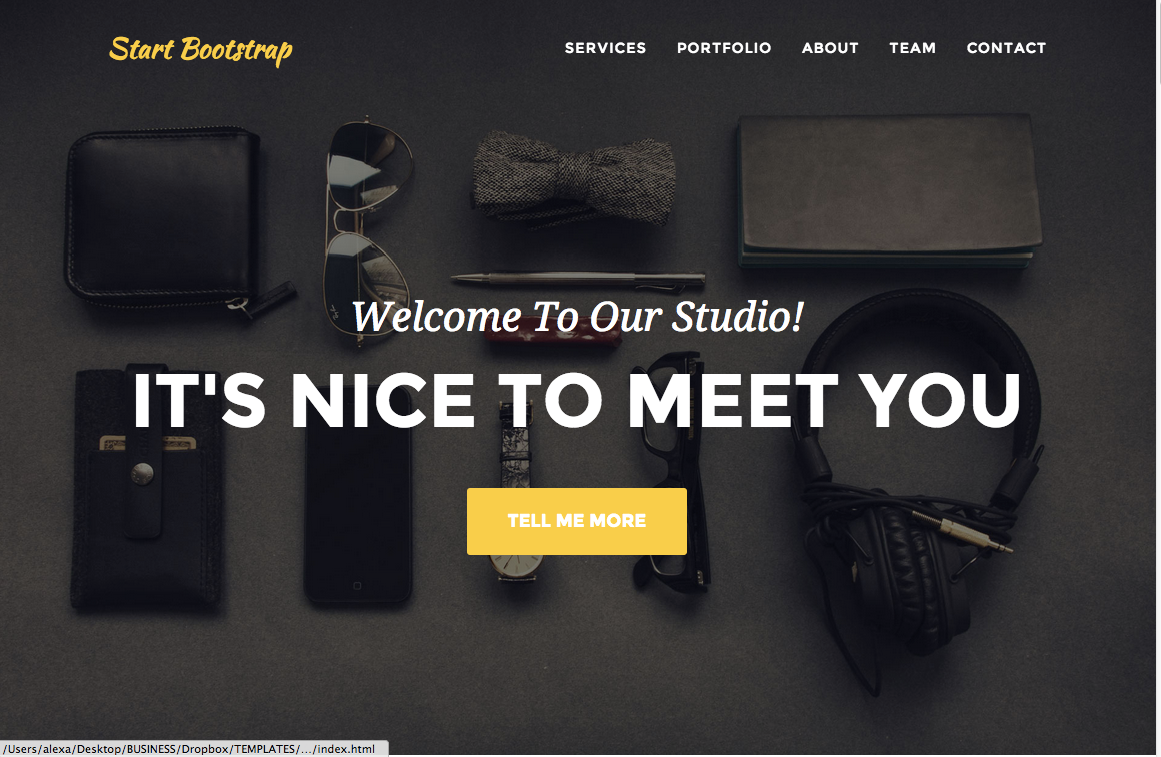 Start Bootstrap
SERVICES PORTFOLIO ABOUT TEAM CONTACT
Welcome To Our Studio!
IT'S NICE TO MEET YOU
TELL ME MORE
/Users/alexa/Desktop/BUSINESS/Dropbox/TEMPLATES/.../index.html